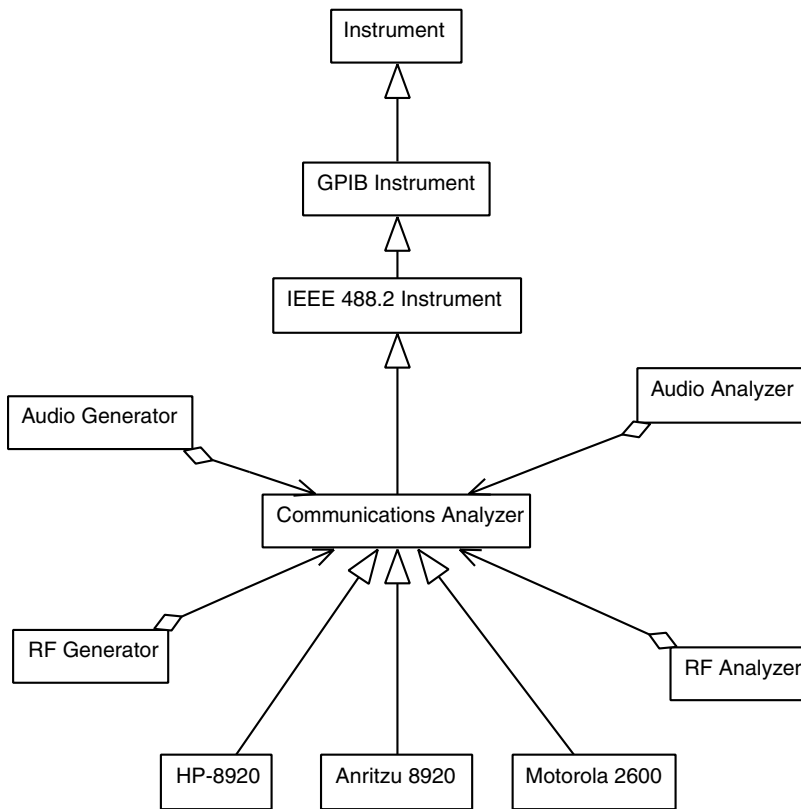 Instrument
GPIB Instrument
IEEE 488.2 Instrument
Audio Generator
Audio Analyzer
Communications Analyzer
RF Generator
RF Analyzer
HP-8920
Anritzu 8920
Motorola 2600